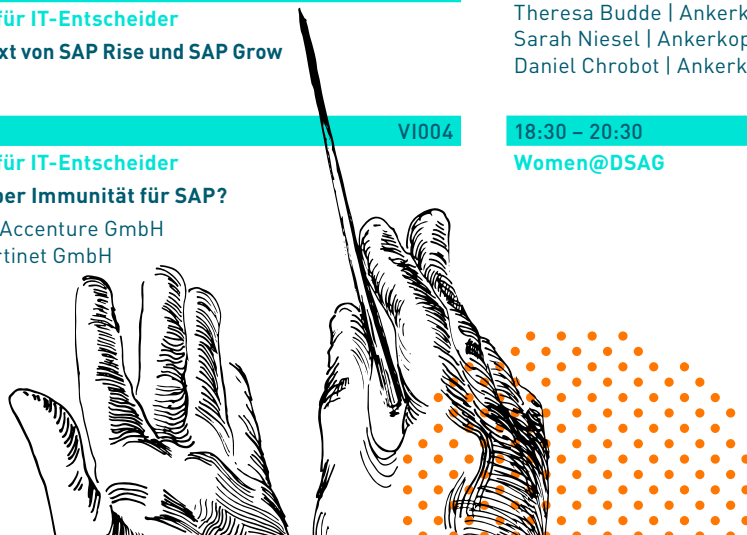 für IT-Entscheider
xt von SAP Rise und SAP Grow
VI004
für IT-Entscheider
ber Immunität für SAP?
Accenture GmbH
rtinet GmbH
Theresa Budde | Ankerk
Sarah Niesel | Ankerkop
Daniel Chrobot | Ankerk
18:30 – 20:30
Women@DSAG